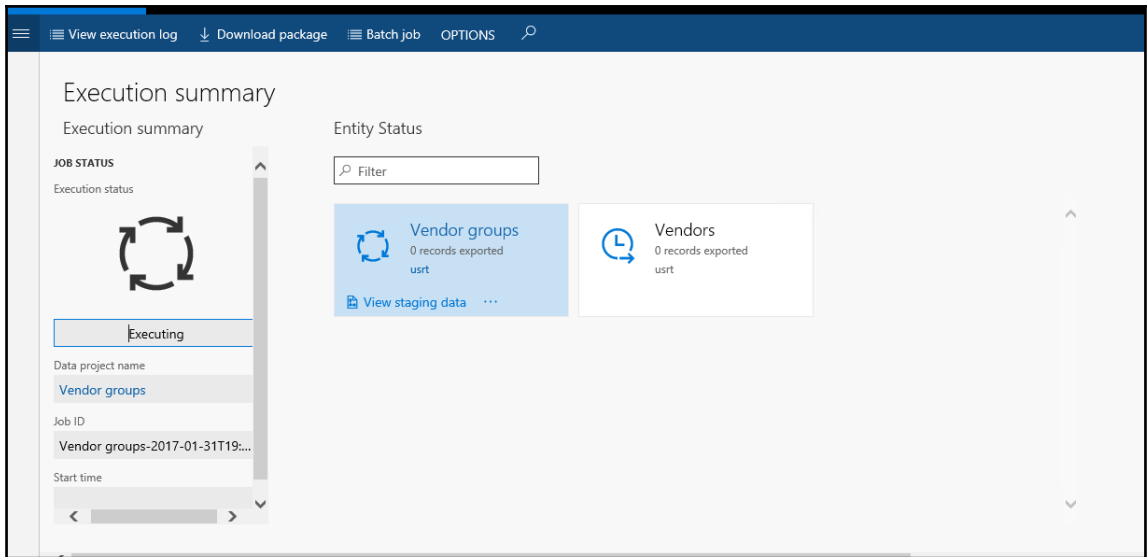 View execution log Download package Batch job OPTIONS
Execution summary
Execution summary
JOB STATUS
Execution status
Executing
Data project name
Vendor groups
Job ID
Vendor groups-2017-01-31T19:...
Start time
Entity Status
Filter
Vendor groups
0 records exported
usrt
View staging data ...
Vendors
0 records exported
usrt